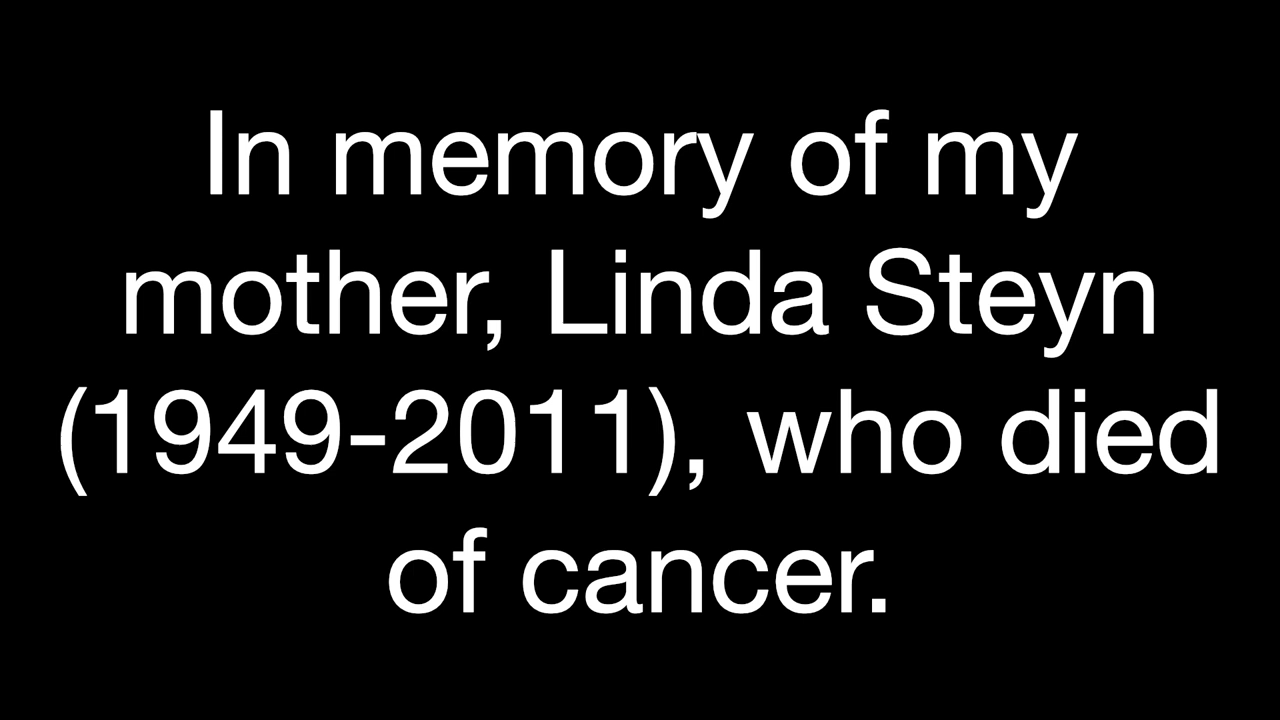 In memory of my
mother, Linda Steyn
(1949-2011), who died
of cancer.